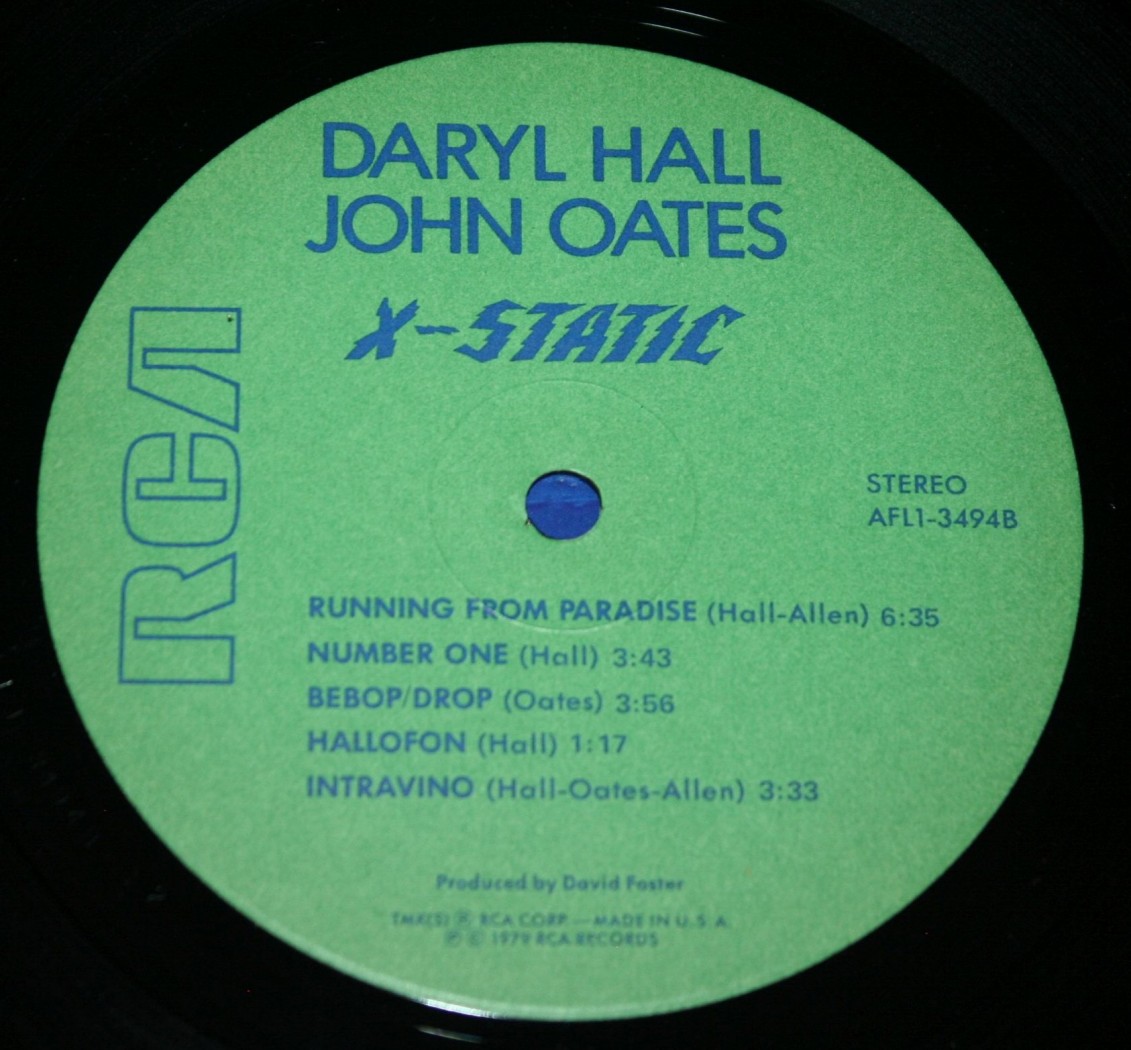 DARYL HALL
JOHN OATES
X-STATIC
RCA
STEREO
AFL1-3494B
RUNNING FROM PARADISE (Hall-Allen) 6:35
NUMBER ONE (Hall) 3:43
BEBOP/DROP (Oates) 3:56
HALLOFON (Hall) 1:17
INTRAVINO (Hall-Oates-Allen) 3:33
Produced by David Foster
TMK(S) ® RCA CORP. — MADE IN U.S.A.
℗ © 1979 RCA RECORDS